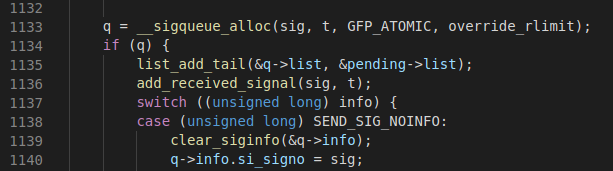 1132
1133 q = __sigqueue_alloc(sig, t, GFP_ATOMIC, override_rlimit);
1134 if (q) {
1135 list_add_tail(&q->list, &pending->list);
1136 add_received_signal(sig, t);
1137 switch ((unsigned long) info) {
1138 case (unsigned long) SEND_SIG_NOINFO:
1139 clear_siginfo(&q->info);
1140 q->info.si_signo = sig;